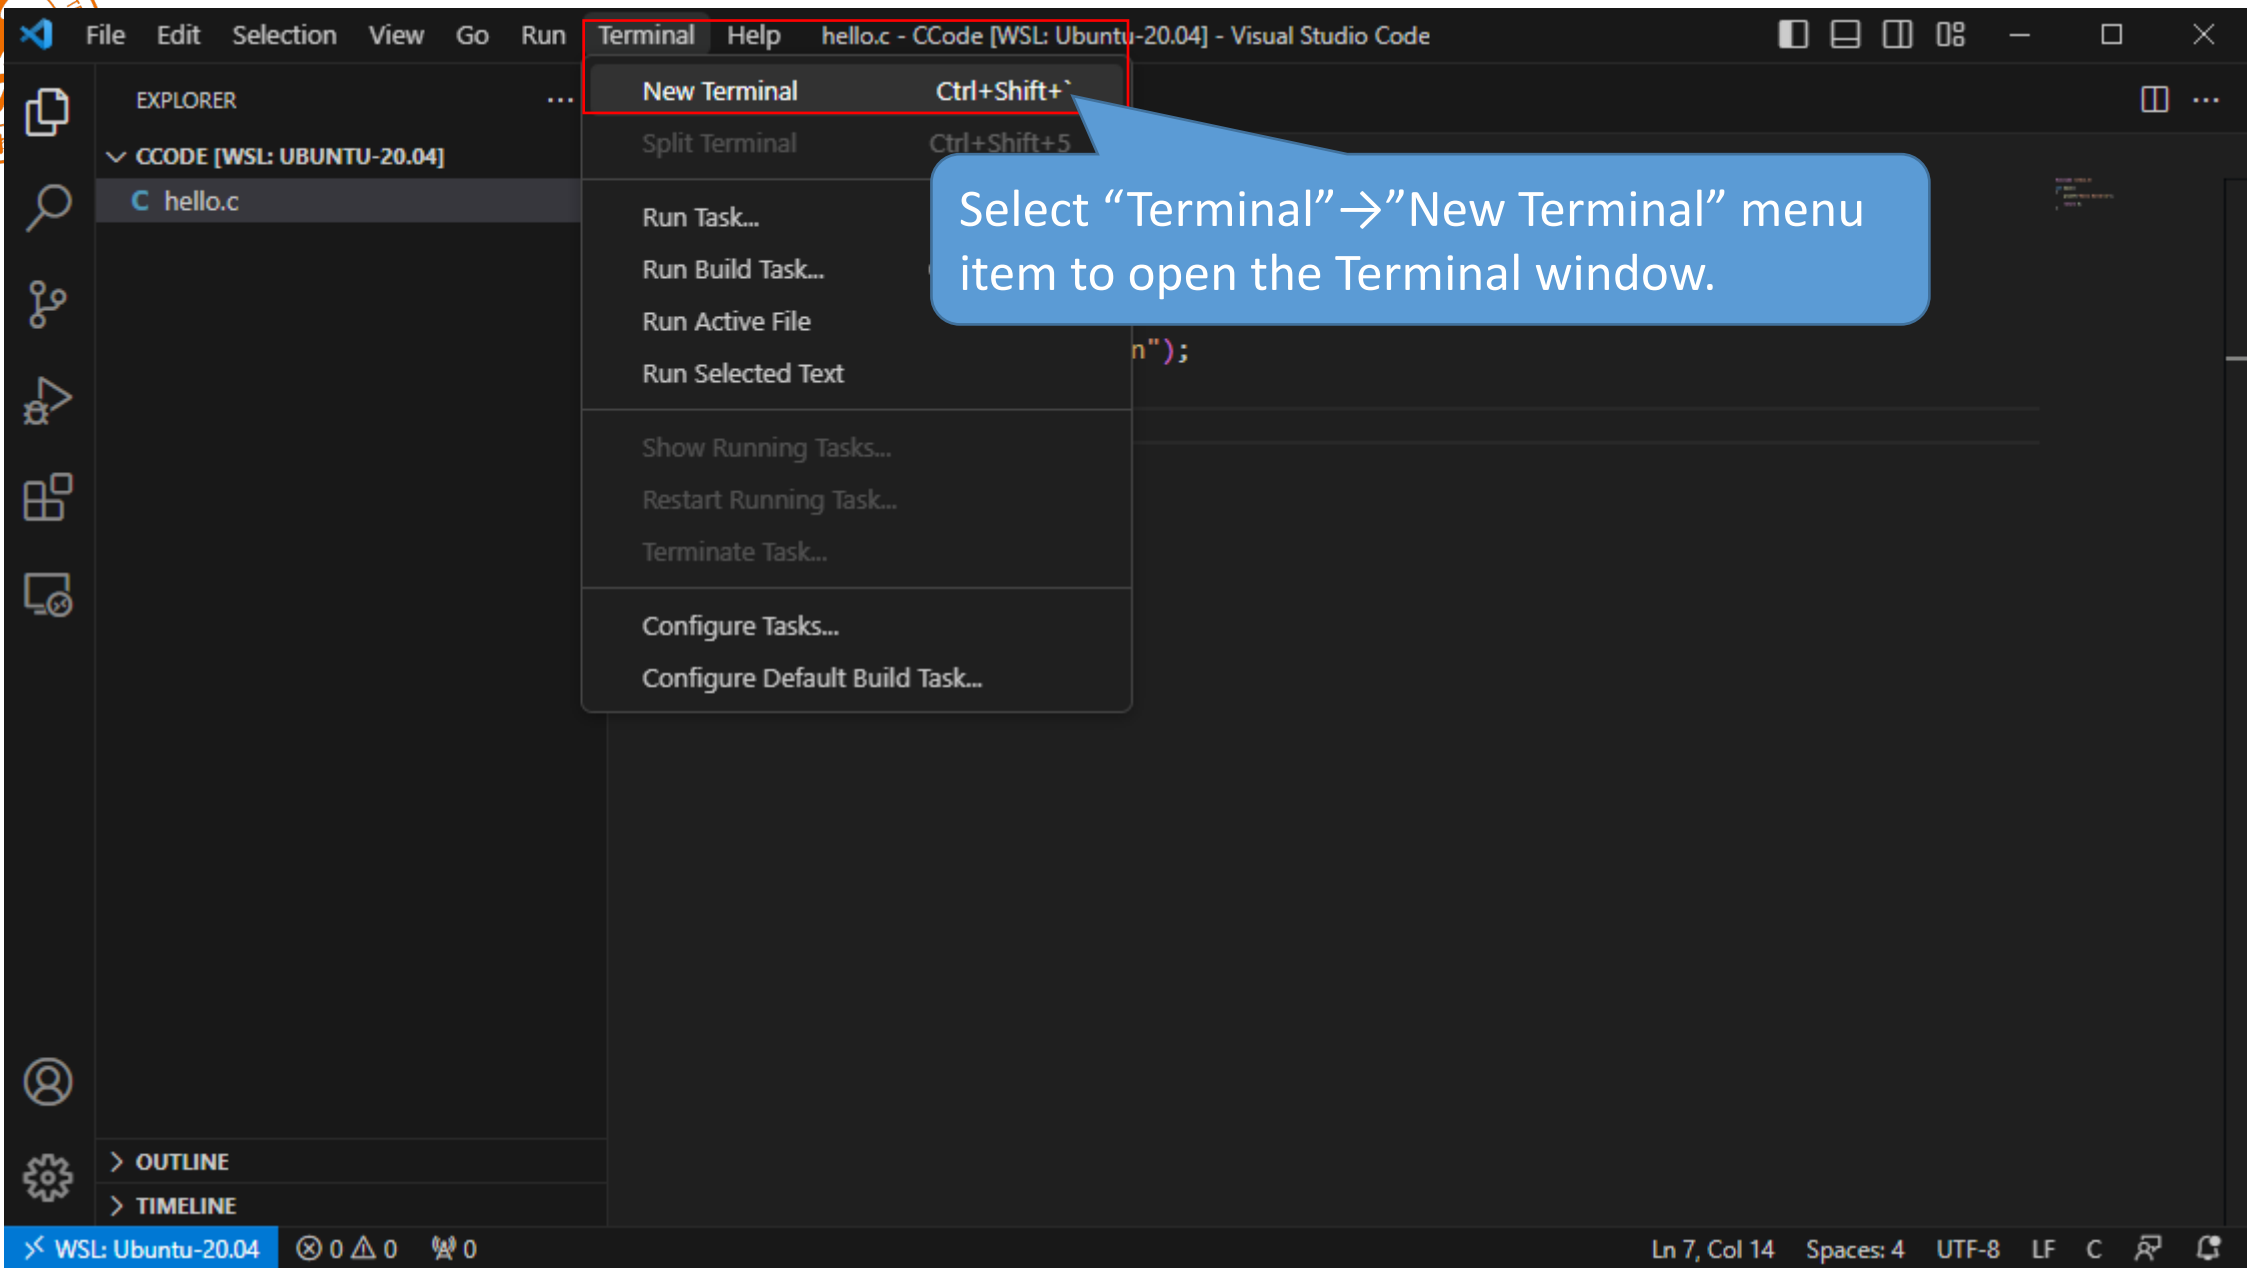 File Edit Selection View Go Run Terminal Help hello.c - CCode [WSL: Ubuntu-20.04] - Visual Studio Code
EXPLORER
CCODE [WSL: UBUNTU-20.04]
C hello.c
New Terminal Ctrl+Shift+`
Split Terminal Ctrl+Shift+5
Run Task...
Run Build Task...
Run Active File
Run Selected Text
Show Running Tasks...
Restart Running Task...
Terminate Task...
Configure Tasks...
Configure Default Build Task...
Select “Terminal”→”New Terminal” menu
item to open the Terminal window.
n");
OUTLINE
TIMELINE
WSL: Ubuntu-20.04 0 0 0 Ln 7, Col 14 Spaces: 4 UTF-8 LF C